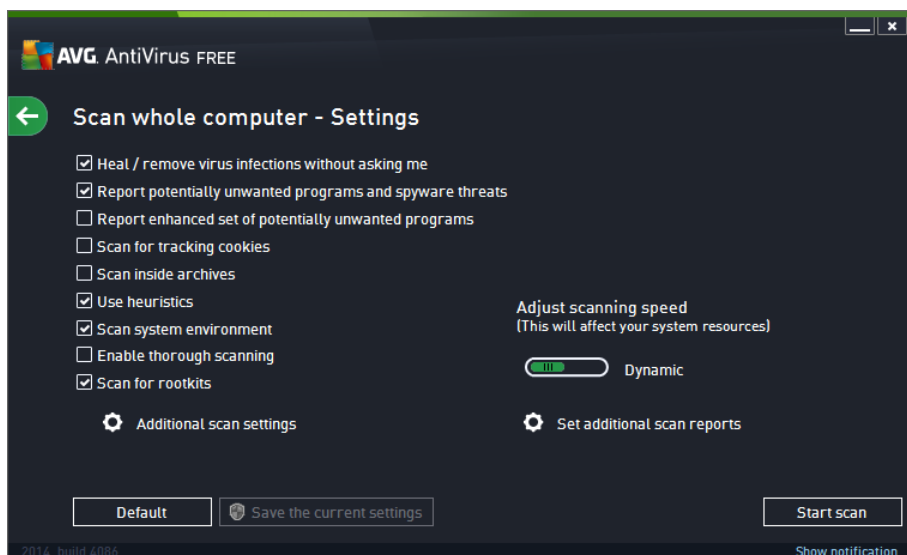 AVG. AntiVirus FREE
Scan whole computer - Settings
Heal / remove virus infections without asking me
Report potentially unwanted programs and spyware threats
Report enhanced set of potentially unwanted programs
Scan for tracking cookies
Scan inside archives
Use heuristics
Scan system environment
Enable thorough scanning
Scan for rootkits
Additional scan settings
Adjust scanning speed
(This will affect your system resources)
Dynamic
Set additional scan reports
Default
Save the current settings
Start scan
2014 build 4086
Show notification